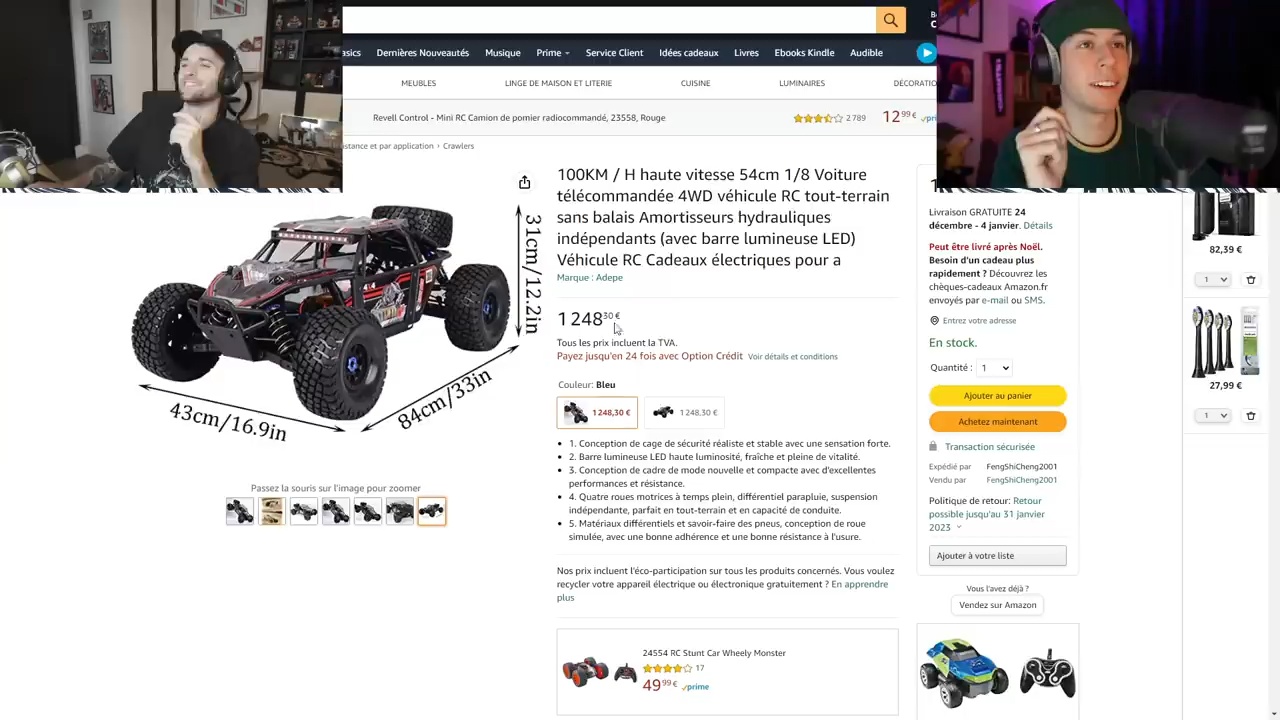 asics Dernières Nouveautés Musique Prime Service Client Idées cadeaux Livres Ebooks Kindle Audible
MEUBLES LINGE DE MAISON ET LITERIE CUISINE LUMINAIRES DÉCORATIO
Revell Control - Mini RC Camion de pomier radiocommandé, 23558, Rouge 2 789 12 99 €
istance et par application › Crawlers
100KM / H haute vitesse 54cm 1/8 Voiture
télécommandée 4WD véhicule RC tout-terrain
sans balais Amortisseurs hydrauliques
indépendants (avec barre lumineuse LED)
Véhicule RC Cadeaux électriques pour a
Marque : Adepe
1 248 30 €
Tous les prix incluent la TVA.
Payez jusqu'en 24 fois avec Option Crédit Voir détails et conditions
Couleur: Bleu
1 248,30 € 1 248,30 €
1. Conception de cage de sécurité réaliste et stable avec une sensation forte.
2. Barre lumineuse LED haute luminosité, fraîche et pleine de vitalité.
3. Conception de cadre de mode nouvelle et compacte avec d'excellentes
performances et résistance.
4. Quatre roues motrices à temps plein, différentiel parapluie, suspension
indépendante, parfait en tout-terrain et en capacité de conduite.
5. Matériaux différentiels et savoir-faire des pneus, conception de roue
simulée, avec une bonne adhérence et une bonne résistance à l'usure.
Nos prix incluent l'éco-participation sur tous les produits concernés. Vous voulez
recycler votre appareil électrique ou électronique gratuitement ? En apprendre
plus
24554 RC Stunt Car Wheely Monster
17
49 99 € prime
31cm/12.2in
84cm/33in
43cm/16.9in
Passez la souris sur l'image pour zoomer
Livraison GRATUITE 24
décembre - 4 janvier. Détails
Peut être livré après Noël.
Besoin d'un cadeau plus
rapidement ? Découvrez les
chèques-cadeaux Amazon.fr
envoyés par e-mail ou SMS.
Entrez votre adresse
En stock.
Quantité : 1
Ajouter au panier
Achetez maintenant
Transaction sécurisée
Expédié par FengShiCheng2001
Vendu par FengShiCheng2001
Politique de retour: Retour
possible jusqu'au 31 janvier
2023
Ajouter à votre liste
Vous l'avez déjà ?
Vendez sur Amazon
82,39 €
1
27,99 €
1